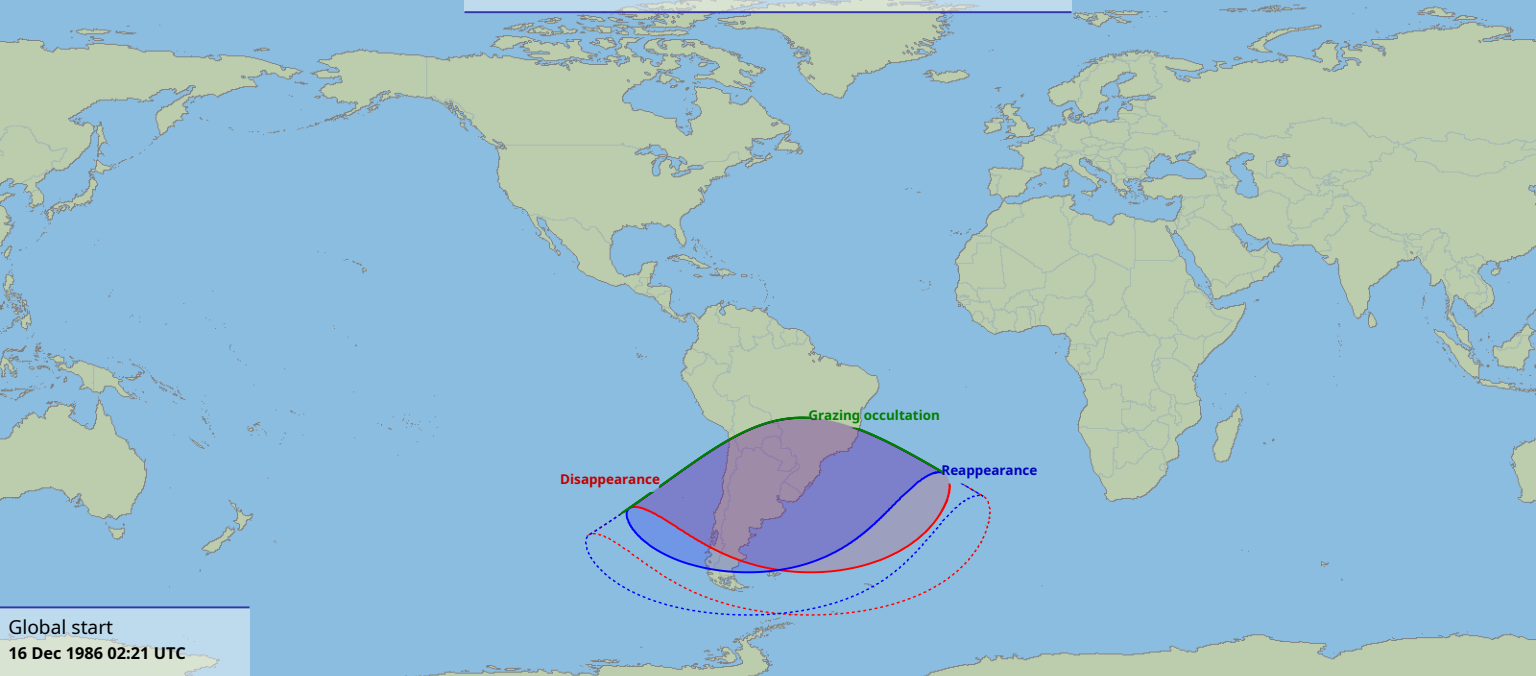 Grazing occultation
Reappearance
Disappearance
Global start
16 Dec 1986 02:21 UTC